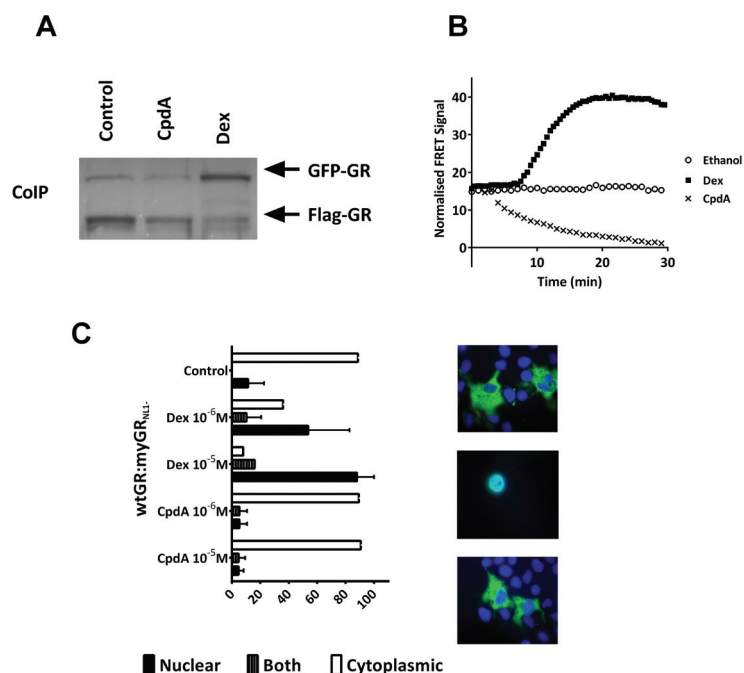 A
Control
CpdA
Dex
CoIP
GFP-GR
Flag-GR
B
Normalised FRET Signal
40
30
20
10
0
10
20
30
Time (min)
Ethanol
Dex
CpdA
C
wtGR:myGR_NL1-
Control
Dex 10⁻⁶M
Dex 10⁻⁵M
CpdA 10⁻⁶M
CpdA 10⁻⁵M
0
20
40
60
80
100
Nuclear
Both
Cytoplasmic